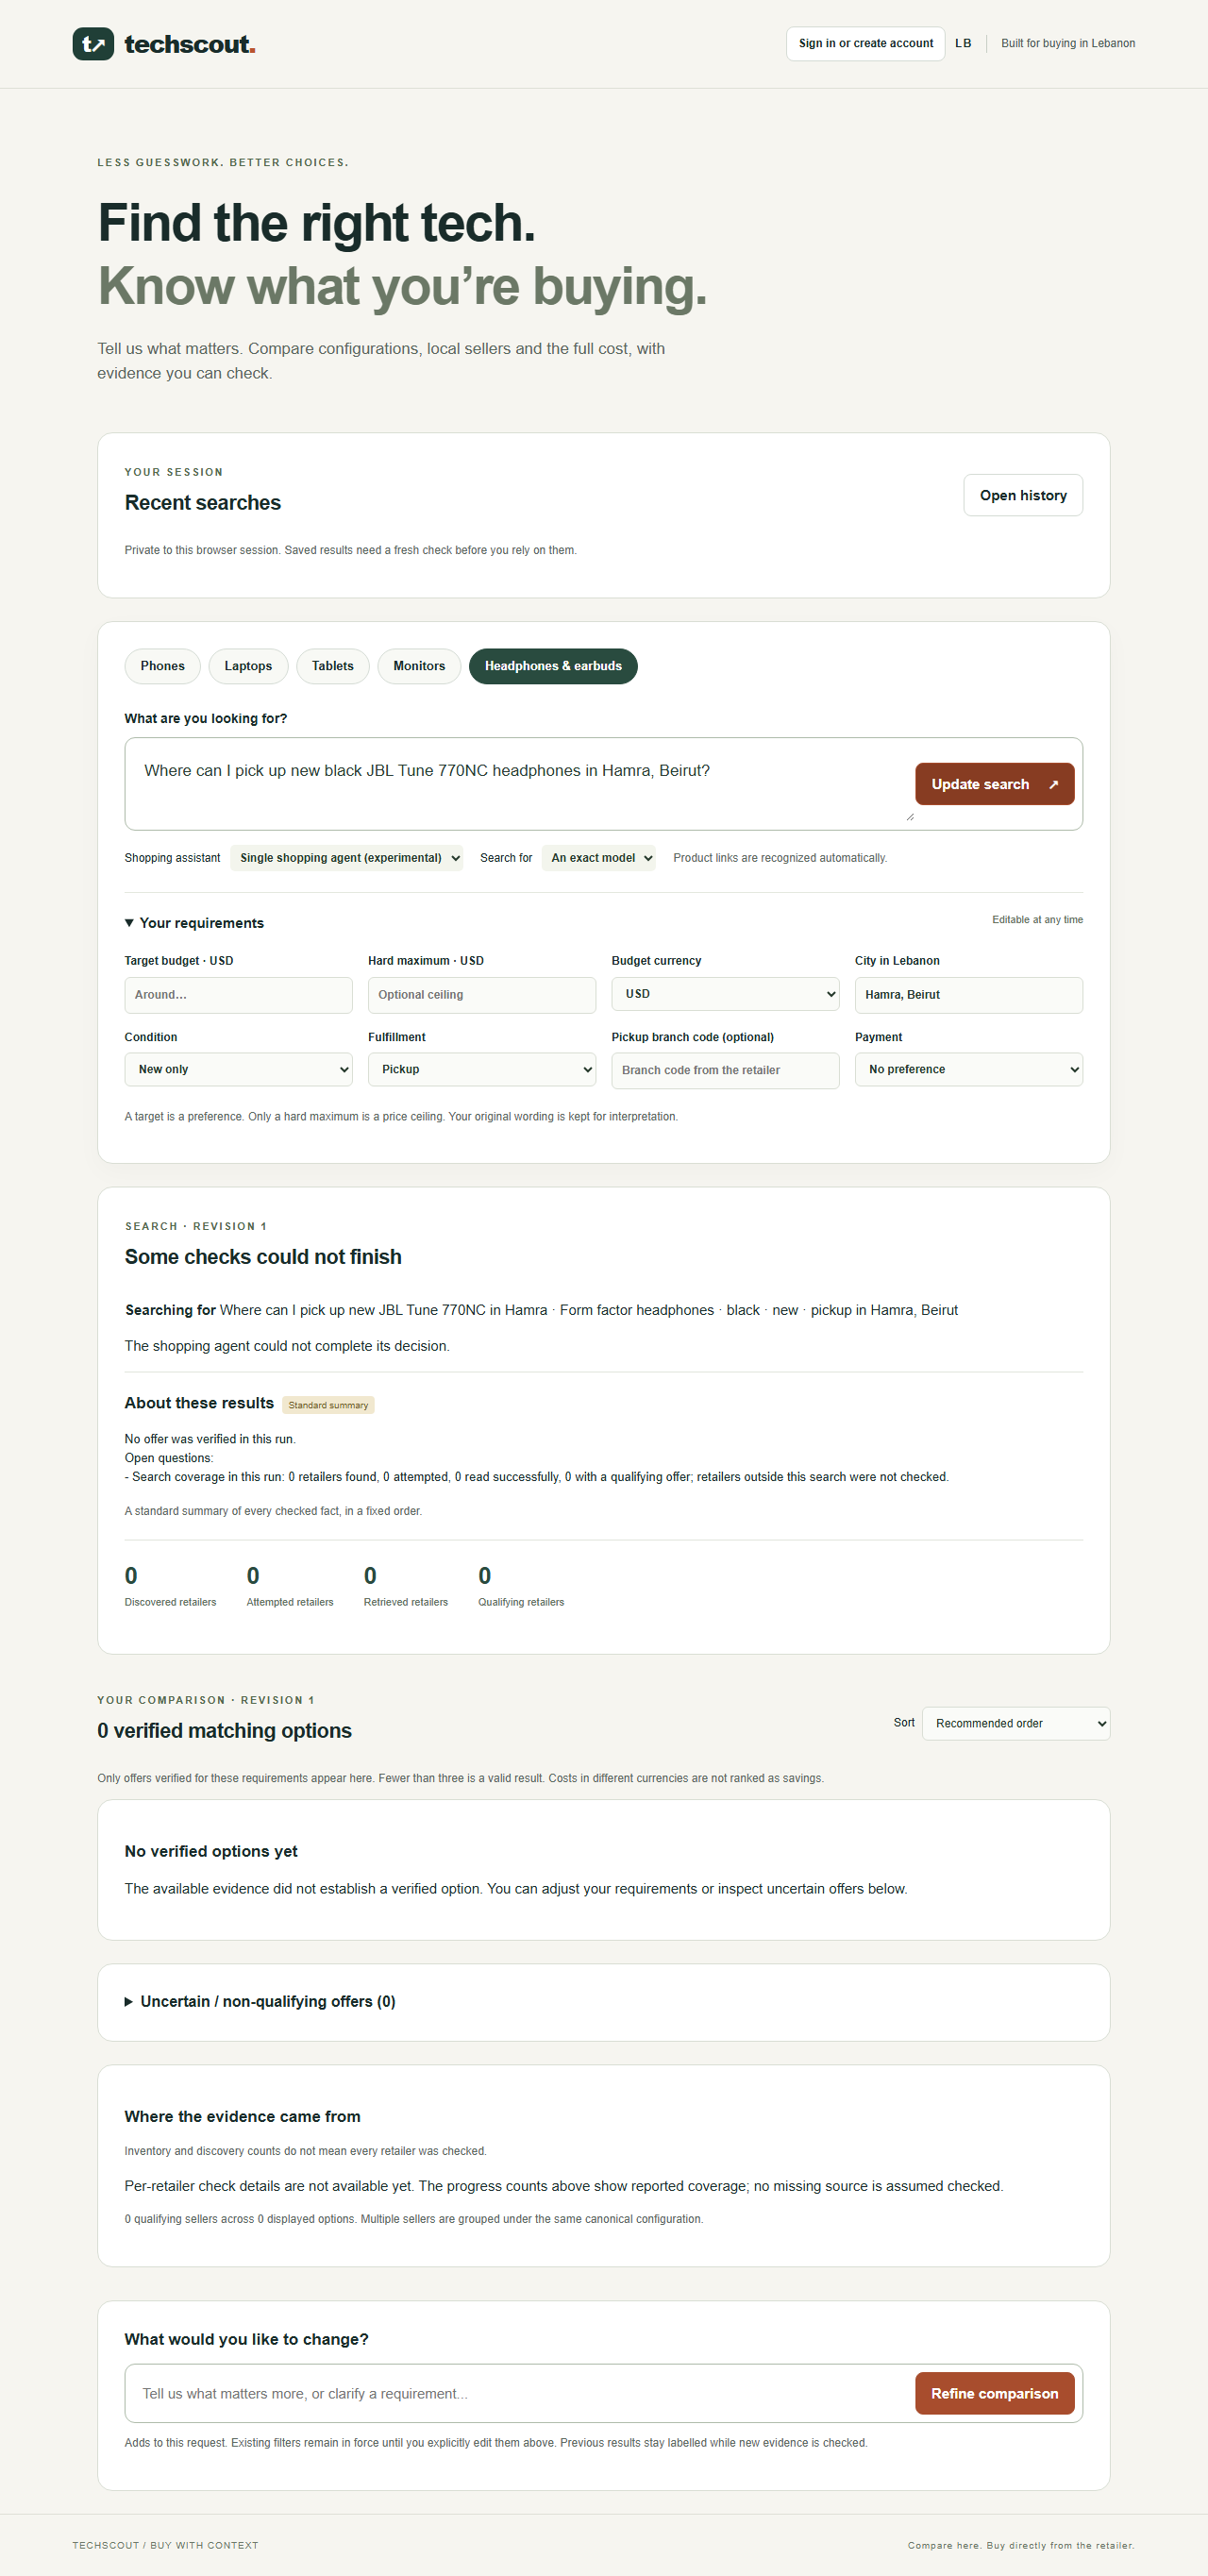 t↗ techscout.
Sign in or create account
LB
Built for buying in Lebanon
LESS GUESSWORK. BETTER CHOICES.
Find the right tech.
Know what you’re buying.
Tell us what matters. Compare configurations, local sellers and the full cost, with
evidence you can check.
YOUR SESSION
Recent searches
Open history
Private to this browser session. Saved results need a fresh check before you rely on them.
Phones
Laptops
Tablets
Monitors
Headphones & earbuds
What are you looking for?
Where can I pick up new black JBL Tune 770NC headphones in Hamra, Beirut?
Update search ↗
Shopping assistant
Single shopping agent (experimental)
Search for
An exact model
Product links are recognized automatically.
▼ Your requirements
Editable at any time
Target budget · USD
Hard maximum · USD
Budget currency
City in Lebanon
Around...
Optional ceiling
USD
Hamra, Beirut
Condition
Fulfillment
Pickup branch code (optional)
Payment
New only
Pickup
Branch code from the retailer
No preference
A target is a preference. Only a hard maximum is a price ceiling. Your original wording is kept for interpretation.
SEARCH · REVISION 1
Some checks could not finish
Searching for Where can I pick up new JBL Tune 770NC in Hamra · Form factor headphones · black · new · pickup in Hamra, Beirut
The shopping agent could not complete its decision.
About these results
Standard summary
No offer was verified in this run.
Open questions:
- Search coverage in this run: 0 retailers found, 0 attempted, 0 read successfully, 0 with a qualifying offer; retailers outside this search were not checked.
A standard summary of every checked fact, in a fixed order.
0
0
0
0
Discovered retailers
Attempted retailers
Retrieved retailers
Qualifying retailers
YOUR COMPARISON · REVISION 1
0 verified matching options
Sort
Recommended order
Only offers verified for these requirements appear here. Fewer than three is a valid result. Costs in different currencies are not ranked as savings.
No verified options yet
The available evidence did not establish a verified option. You can adjust your requirements or inspect uncertain offers below.
▶ Uncertain / non-qualifying offers (0)
Where the evidence came from
Inventory and discovery counts do not mean every retailer was checked.
Per-retailer check details are not available yet. The progress counts above show reported coverage; no missing source is assumed checked.
0 qualifying sellers across 0 displayed options. Multiple sellers are grouped under the same canonical configuration.
What would you like to change?
Tell us what matters more, or clarify a requirement...
Refine comparison
Adds to this request. Existing filters remain in force until you explicitly edit them above. Previous results stay labelled while new evidence is checked.
TECHSCOUT / BUY WITH CONTEXT
Compare here. Buy directly from the retailer.